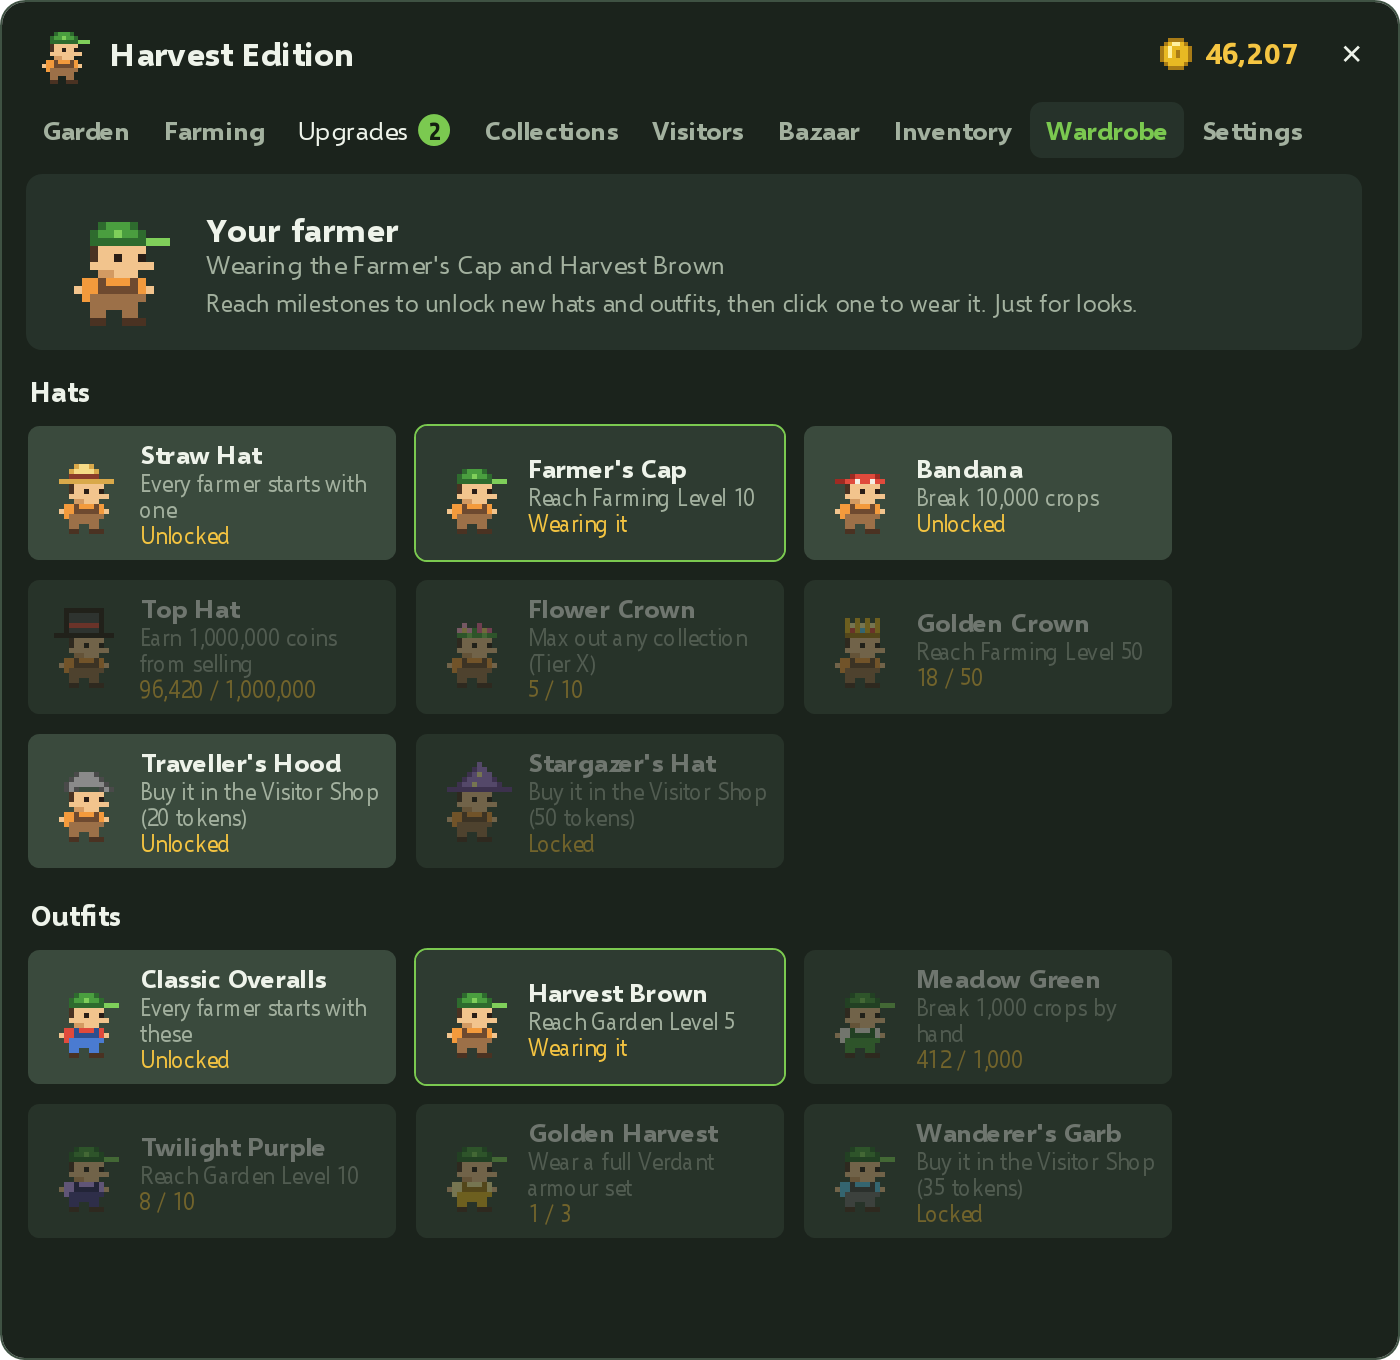 Harvest Edition
46,207
×
Garden Farming Upgrades 2 Collections Visitors Bazaar Inventory Wardrobe Settings
Your farmer
Wearing the Farmer's Cap and Harvest Brown
Reach milestones to unlock new hats and outfits, then click one to wear it. Just for looks.
Hats
Straw Hat
Every farmer starts with
one
Unlocked
Farmer's Cap
Reach Farming Level 10
Wearing it
Bandana
Break 10,000 crops
Unlocked
Top Hat
Earn 1,000,000 coins
from selling
96,420 / 1,000,000
Flower Crown
Max out any collection
(Tier X)
5 / 10
Golden Crown
Reach Farming Level 50
18 / 50
Traveller's Hood
Buy it in the Visitor Shop
(20 tokens)
Unlocked
Stargazer's Hat
Buy it in the Visitor Shop
(50 tokens)
Locked
Outfits
Classic Overalls
Every farmer starts with
these
Unlocked
Harvest Brown
Reach Garden Level 5
Wearing it
Meadow Green
Break 1,000 crops by
hand
412 / 1,000
Twilight Purple
Reach Garden Level 10
8 / 10
Golden Harvest
Wear a full Verdant
armour set
1 / 3
Wanderer's Garb
Buy it in the Visitor Shop
(35 tokens)
Locked